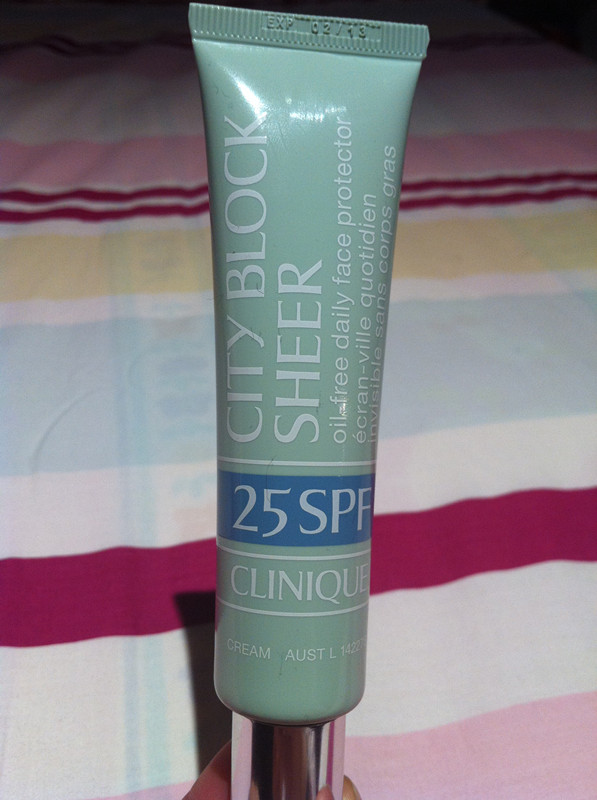 EXP 02/13
CITY BLOCK
SHEER
oil-free daily face protector
écran-ville quotidien
invisible sans corps gras
25 SPF
CLINIQUE
CREAM AUST L